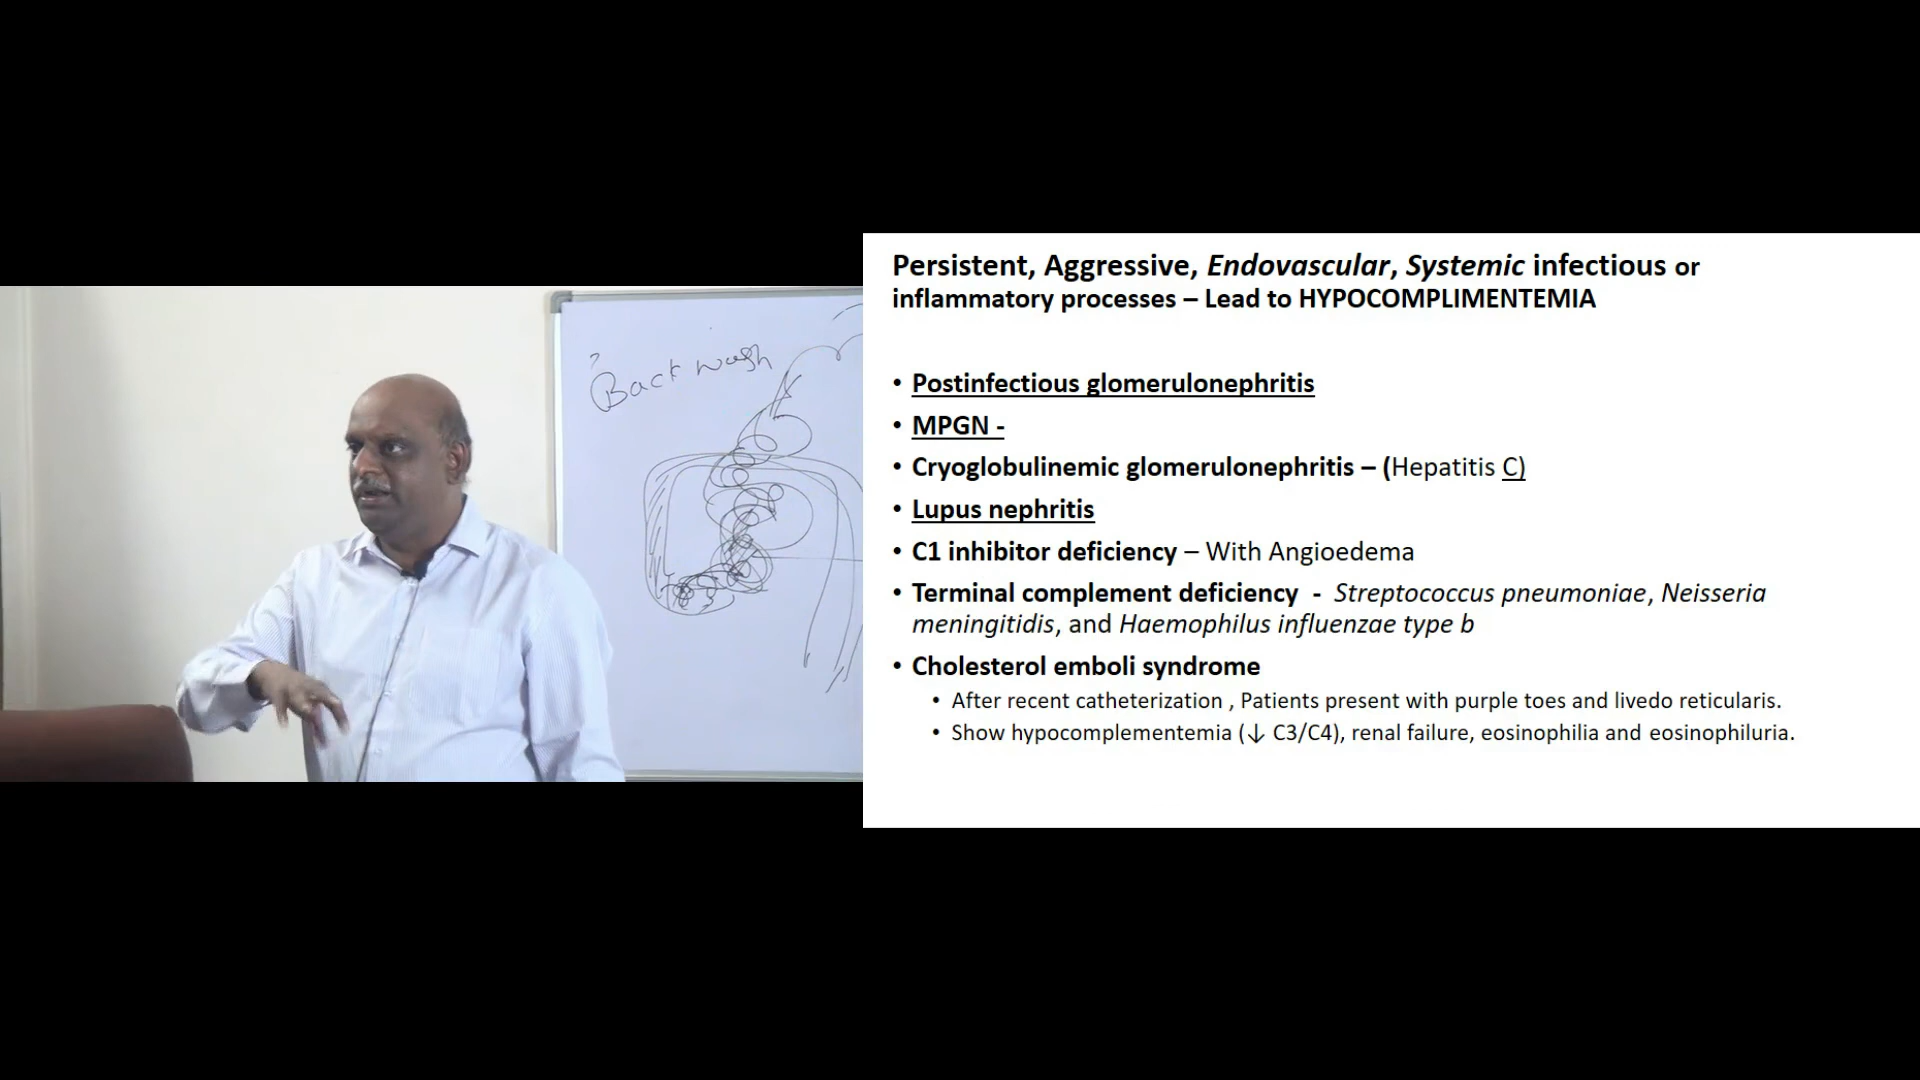 ? 
Back wash
Persistent, Aggressive, Endovascular, Systemic infectious or
inflammatory processes – Lead to HYPOCOMPLIMENTEMIA
• Postinfectious glomerulonephritis
• MPGN -
• Cryoglobulinemic glomerulonephritis – (Hepatitis C)
• Lupus nephritis
• C1 inhibitor deficiency – With Angioedema
• Terminal complement deficiency - Streptococcus pneumoniae, Neisseria
meningitidis, and Haemophilus influenzae type b
• Cholesterol emboli syndrome
• After recent catheterization , Patients present with purple toes and livedo reticularis.
• Show hypocomplementemia (↓ C3/C4), renal failure, eosinophilia and eosinophiluria.